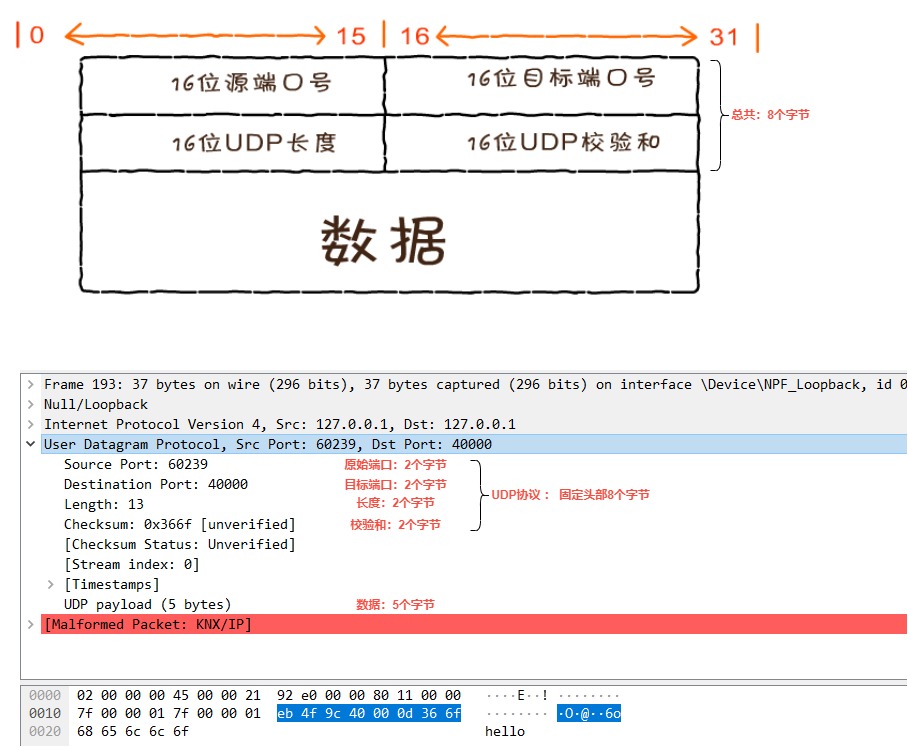 0 15 16 31
16位源端口号 16位目标端口号
总共：8个字节
16位UDP长度 16位UDP校验和
数据
Frame 193: 37 bytes on wire (296 bits), 37 bytes captured (296 bits) on interface \Device\NPF_Loopback, id 0
Null/Loopback
Internet Protocol Version 4, Src: 127.0.0.1, Dst: 127.0.0.1
User Datagram Protocol, Src Port: 60239, Dst Port: 40000
Source Port: 60239 原始端口：2个字节
Destination Port: 40000 目标端口：2个字节
UDP协议： 固定头部8个字节
Length: 13 长度：2个字节
Checksum: 0x366f [unverified] 校验和：2个字节
[Checksum Status: Unverified]
[Stream index: 0]
[Timestamps]
UDP payload (5 bytes) 数据：5个字节
[Malformed Packet: KNX/IP]
0000 02 00 00 00 45 00 00 21 92 e0 00 00 80 11 00 00 ····E··! ········
0010 7f 00 00 01 7f 00 00 01 eb 4f 9c 40 00 0d 36 6f ········ ·O·@··6o
0020 68 65 6c 6c 6f hello